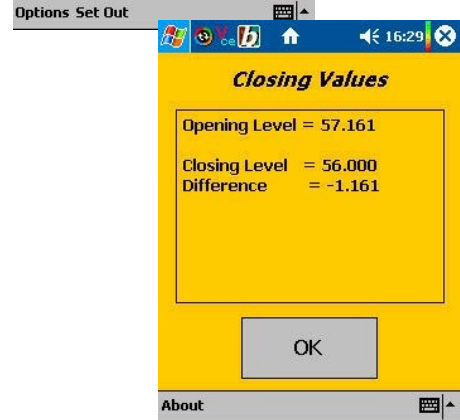 Options Set Out
16:29
Closing Values
Opening Level = 57.161
Closing Level = 56.000
Difference = -1.161
OK
About